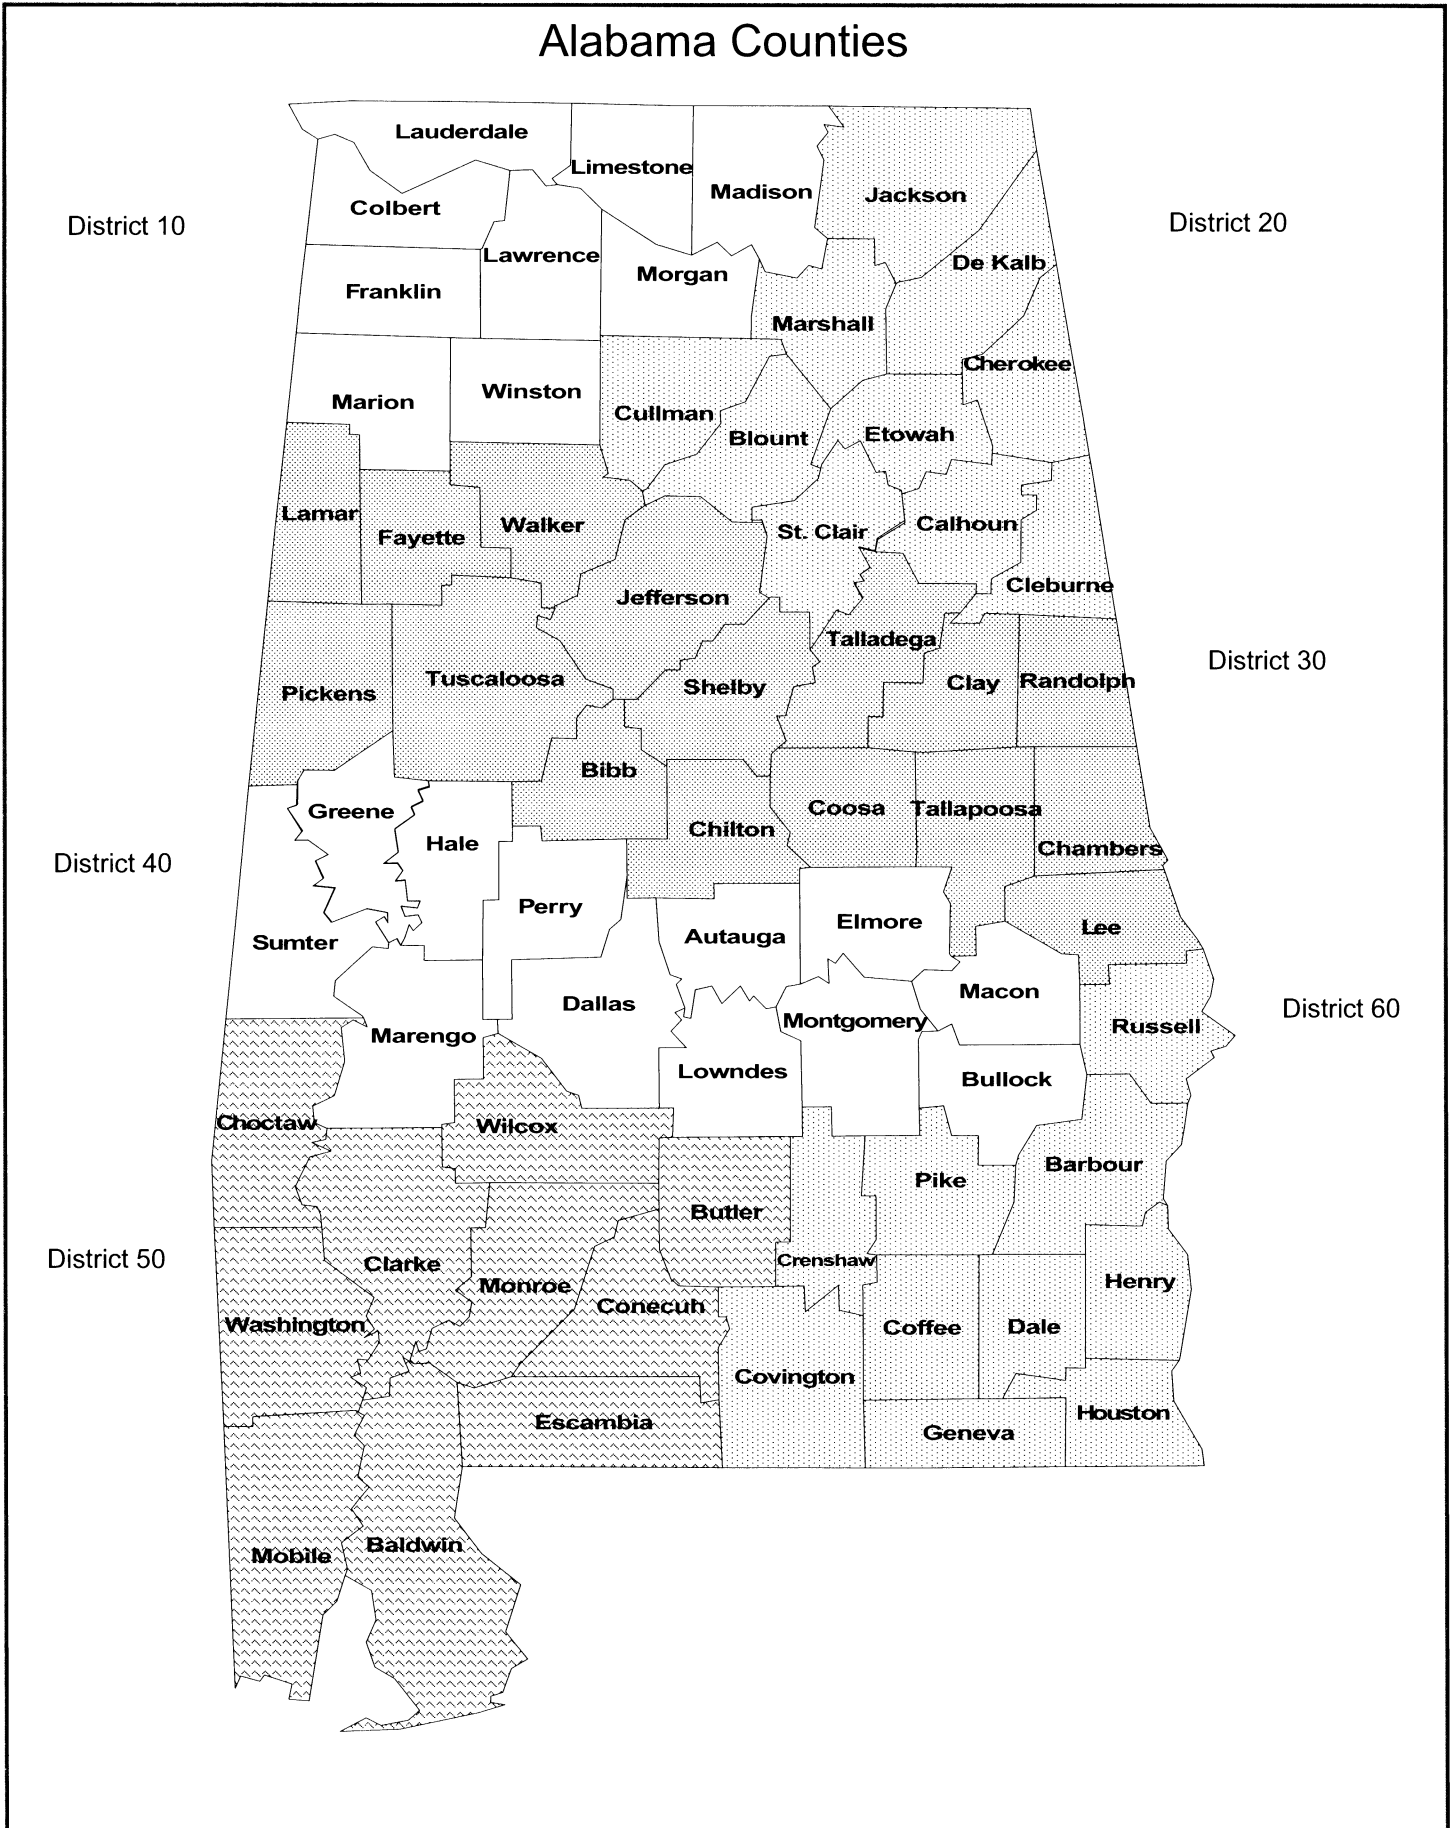 Alabama Counties
Lauderdale
Limestone
Madison
Jackson
Colbert
District 10
District 20
Lawrence
De Kalb
Morgan
Franklin
Marshall
Cherokee
Winston
Marion
Cullman
Blount
Etowah
Lamar
Fayette
Walker
St. Clair
Calhoun
Cleburne
Jefferson
Talladega
District 30
Tuscaloosa
Pickens
Shelby
Clay
Randolph
Bibb
Greene
Coosa
Tallapoosa
Chilton
Hale
Chambers
District 40
Perry
Elmore
Lee
Autauga
Sumter
Macon
Dallas
District 60
Montgomery
Russell
Marengo
Lowndes
Bullock
Choctaw
Wilcox
Barbour
Pike
Butler
District 50
Clarke
Crenshaw
Henry
Monroe
Conecuh
Washington
Coffee
Dale
Covington
Houston
Escambia
Geneva
Baldwin
Mobile